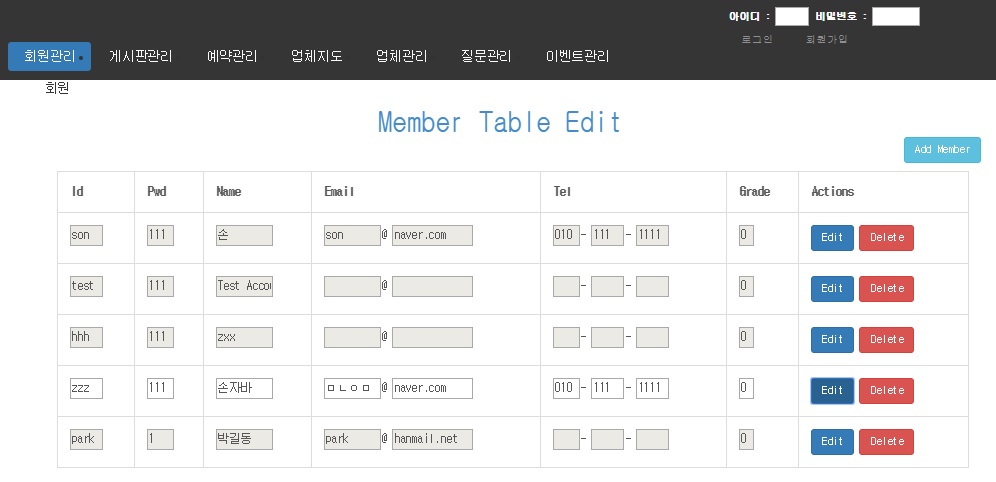 아이디 : 비밀번호 :
로그인 회원가입
회원관리 게시판관리 예약관리 업체지도 업체관리 질문관리 이벤트관리
회원
Member Table Edit
Add Member
Id Pwd Name Email Tel Grade Actions
son 111 손 son @ naver.com 010 - 111 - 1111 0 Edit Delete
test 111 Test Accou @ - - 0 Edit Delete
hhh 111 zxx @ - - 0 Edit Delete
zzz 111 손자바 ㅁㄴㅇㅁ @ naver.com 010 - 111 - 1111 0 Edit Delete
park 1 박길동 park @ hanmail.net - - 0 Edit Delete